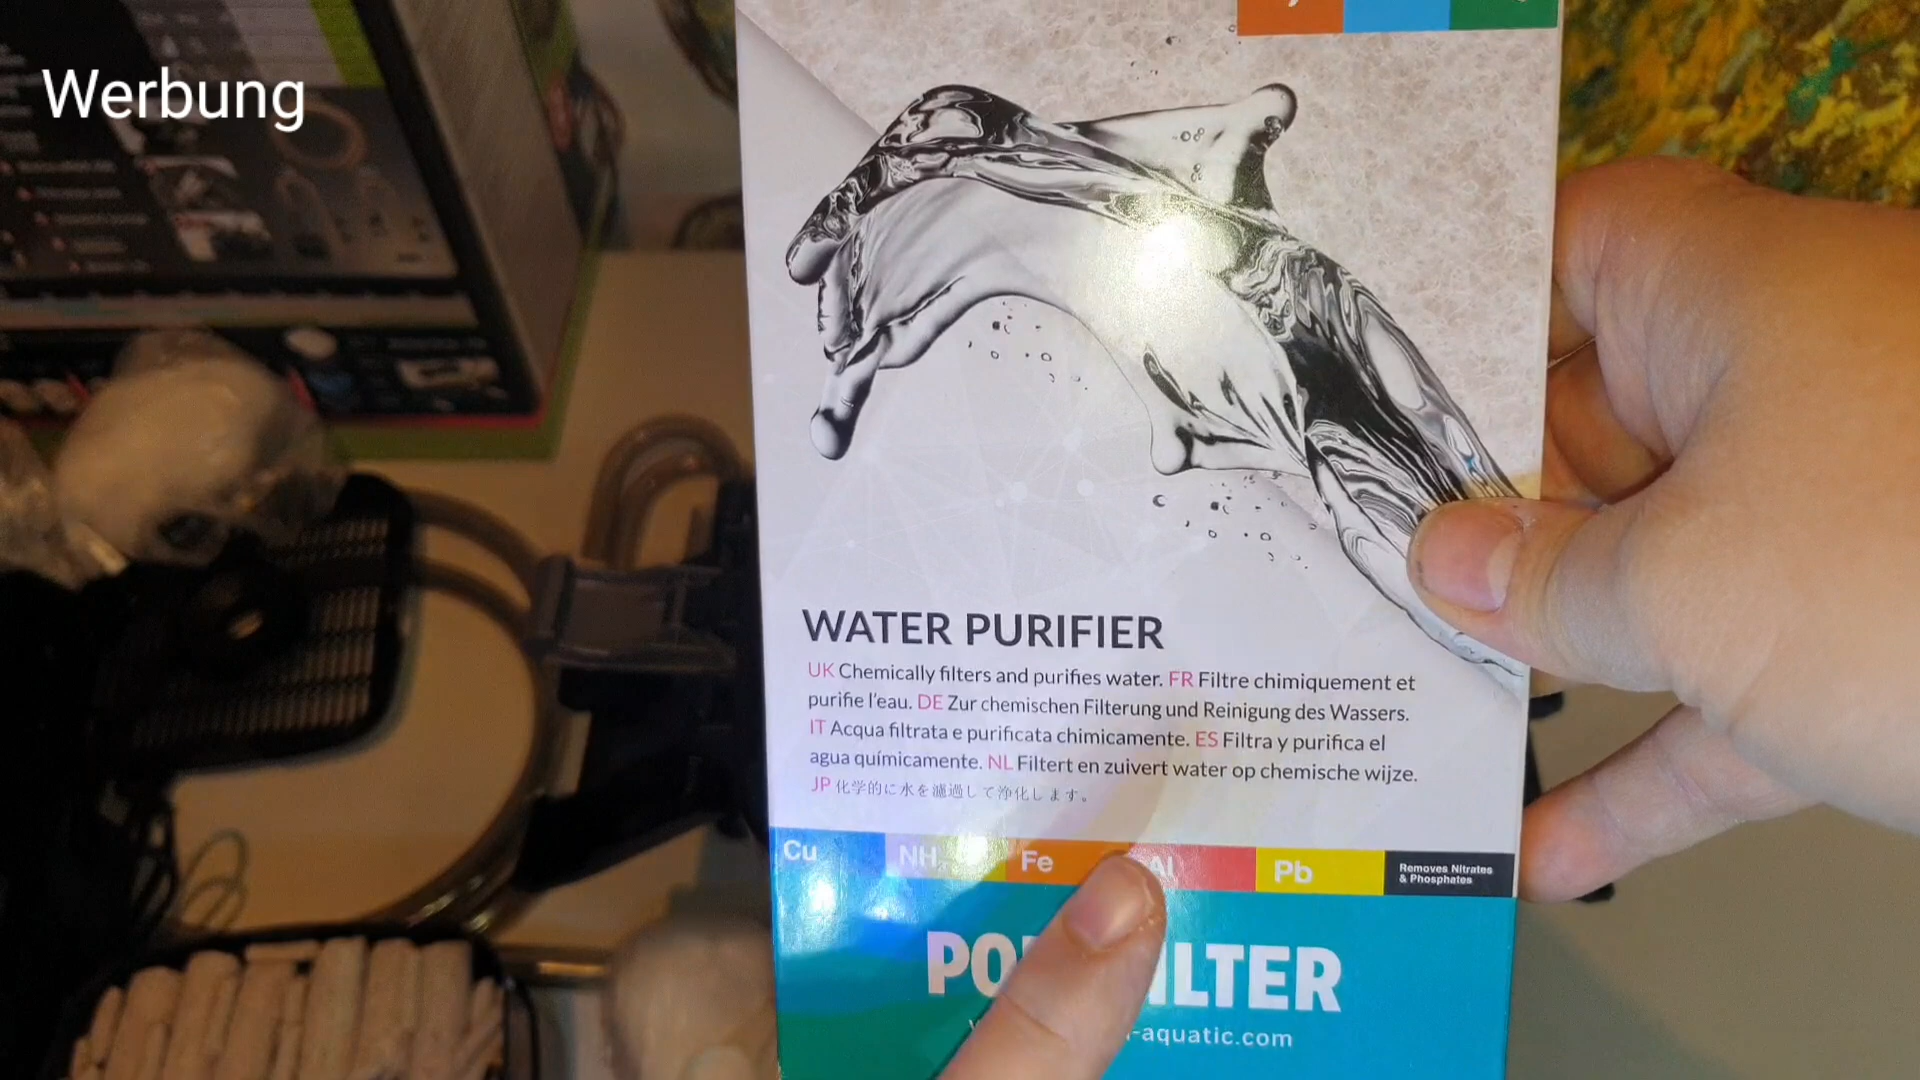 Werbung
WATER PURIFIER
UK Chemically filters and purifies water. FR Filtre chimiquement et
purifie l'eau. DE Zur chemischen Filterung und Reinigung des Wassers.
IT Acqua filtrata e purificata chimicamente. ES Filtra y purifica el
agua químicamente. NL Filtert en zuivert water op chemische wijze.
JP 化学的に水を濾過して浄化します。
Cu NH Fe Al Pb Removes Nitrates
& Phosphates
PO ILTER
-aquatic.com